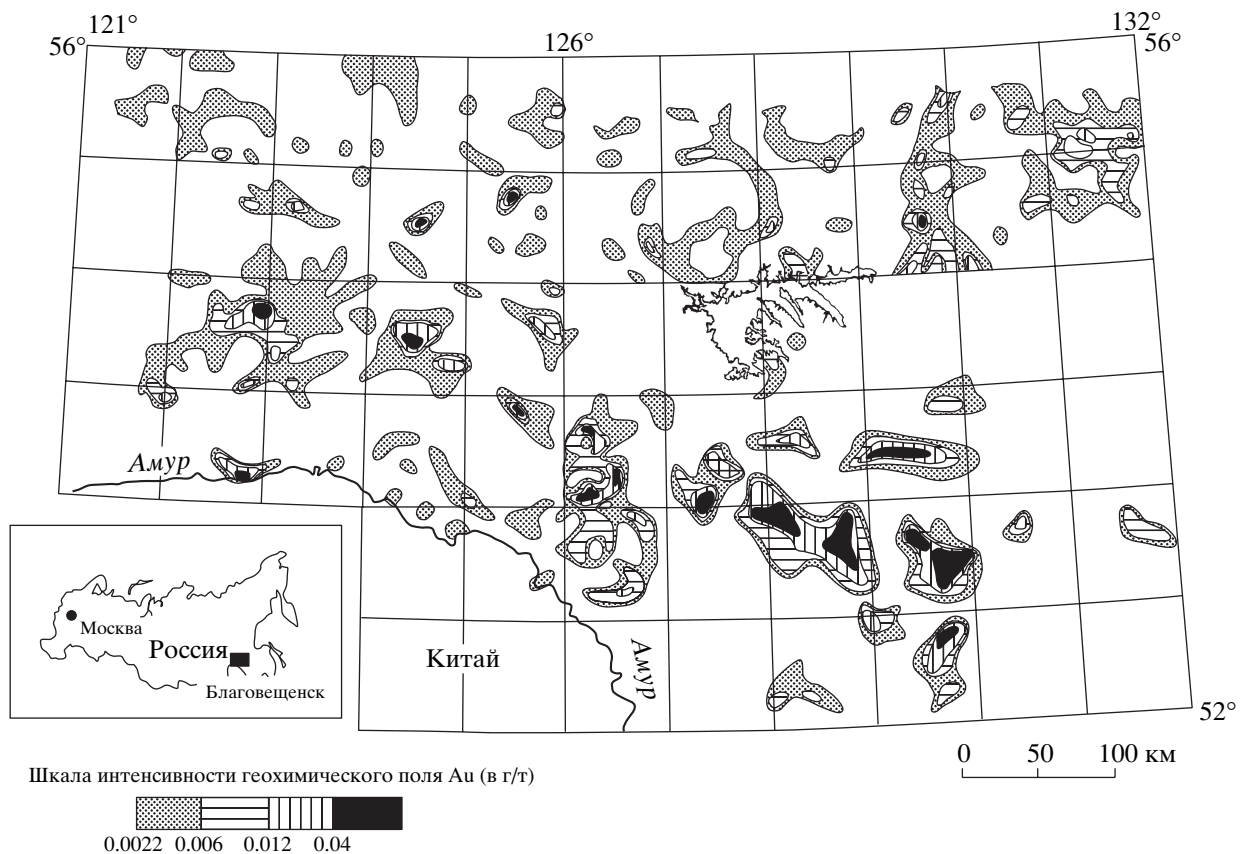 121°
126°
132°
56°
56°
Амур
Москва
Россия
Благовещенск
Китай
Амур
52°
0 50 100 км
Шкала интенсивности геохимического поля Au (в г/т)
0.0022 0.006 0.012 0.04